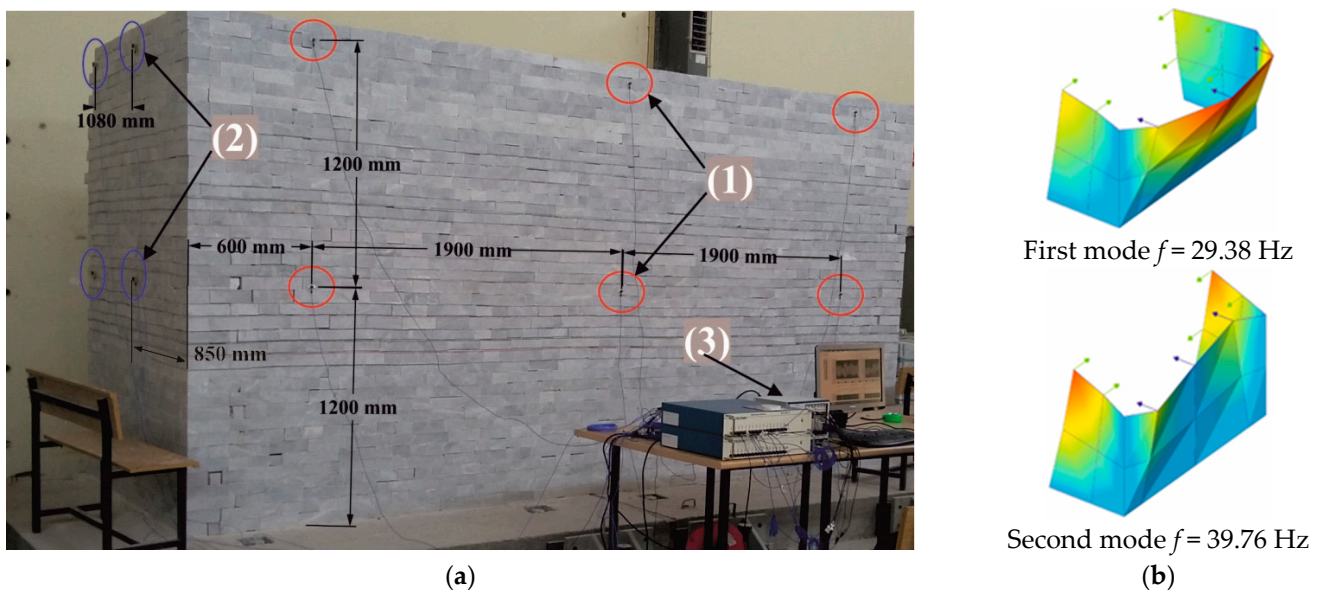 1080 mm
(2)
1200 mm
(1)
600 mm
1900 mm
1900 mm
850 mm
(3)
1200 mm
First mode f = 29.38 Hz
Second mode f = 39.76 Hz
(a)
(b)